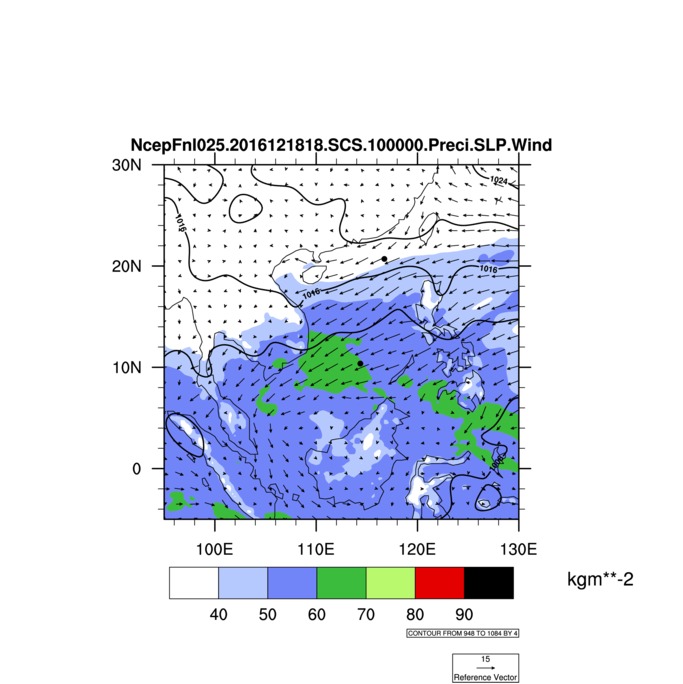 NcepFnl025.2016121818.SCS.100000.Preci.SLP.Wind
30N
1024
1016
20N
1016
1016
10N
0
1008
100E 110E 120E 130E
kgm**-2
40 50 60 70 80 90
CONTOUR FROM 948 TO 1084 BY 4
15
Reference Vector